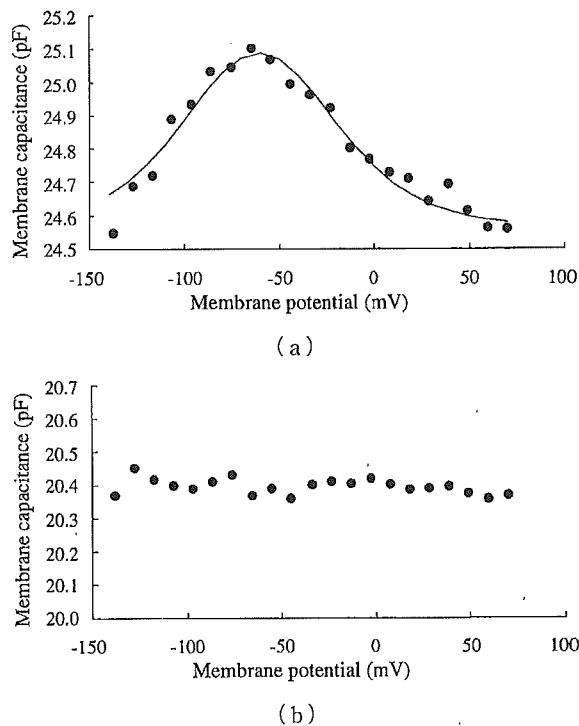 Membrane capacitance (pF)
25.2
25.1
25.0
24.9
24.8
24.7
24.6
24.5
-150 -100 -50 0 50 100
Membrane potential (mV)
(a)
Membrane capacitance (pF)
20.7
20.6
20.5
20.4
20.3
20.2
20.1
20.0
-150 -100 -50 0 50 100
Membrane potential (mV)
(b)